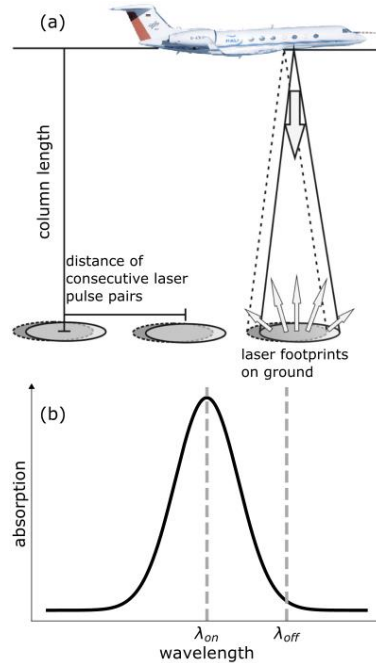 (a)
column length
distance of
consecutive laser
pulse pairs
laser footprints
on ground
(b)
absorption
λon
λoff
wavelength